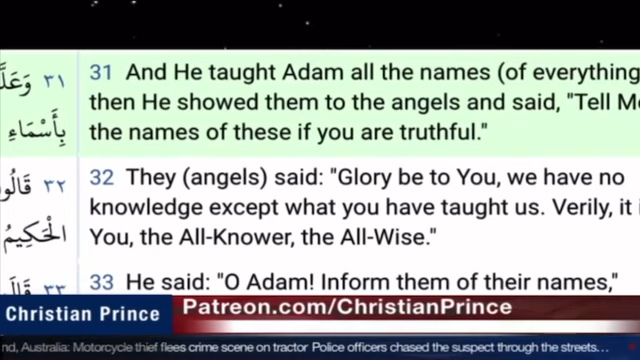 31 And He taught Adam all the names (of everything
then He showed them to the angels and said, "Tell M
the names of these if you are truthful."
٣١
بِأَسْمَاءِ
32 They (angels) said: "Glory be to You, we have no
knowledge except what you have taught us. Verily, it i
You, the All-Knower, the All-Wise."
٣٢ قَالُو
الْحَكِيمُ
33 He said: "O Adam! Inform them of their names,"
٣٣
Christian Prince
Patreon.com/ChristianPrince
nd, Australia: Motorcycle thief flees crime scene on tractor Police officers chased the suspect through the streets...